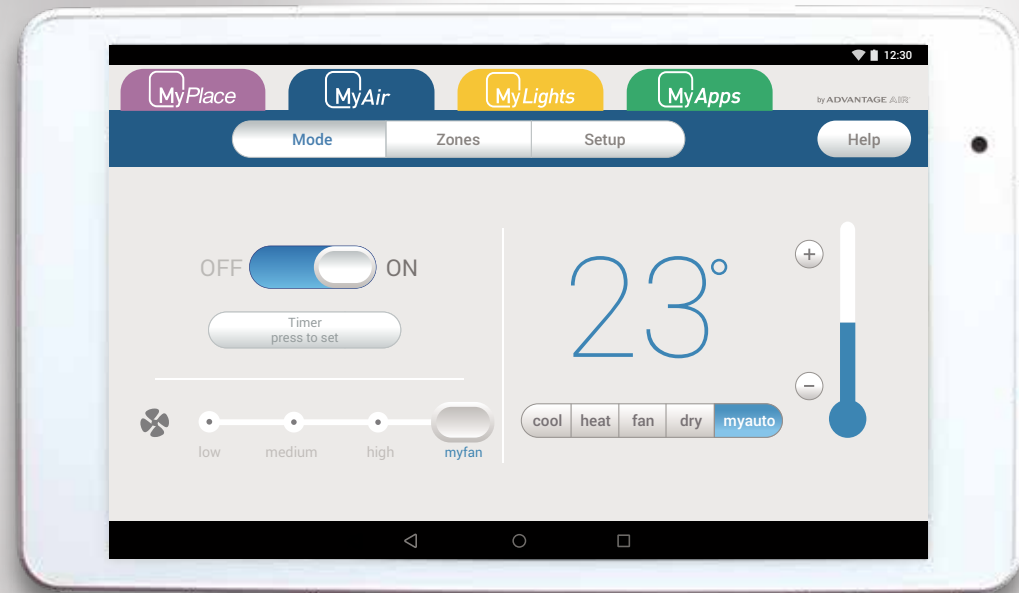 12:30
MyPlace
MyAir
MyLights
MyApps
by ADVANTAGE AIR
Mode
Zones
Setup
Help
OFF
ON
23°
Timer
press to set
cool
heat
fan
dry
myauto
low
medium
high
myfan